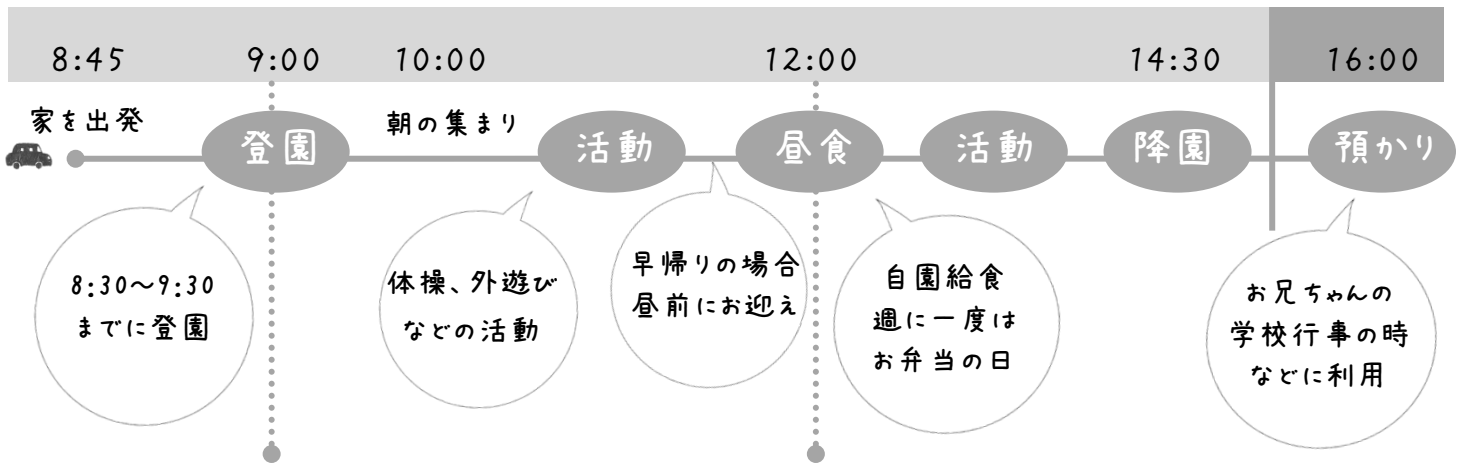 8:45
9:00
10:00
12:00
14:30
16:00
家を出発
登園
朝の集まり
活動
昼食
活動
降園
預かり
8:30〜9:30
までに登園
体操、外遊び
などの活動
早帰りの場合
昼前にお迎え
自園給食
週に一度は
お弁当の日
お兄ちゃんの
学校行事の時
などに利用